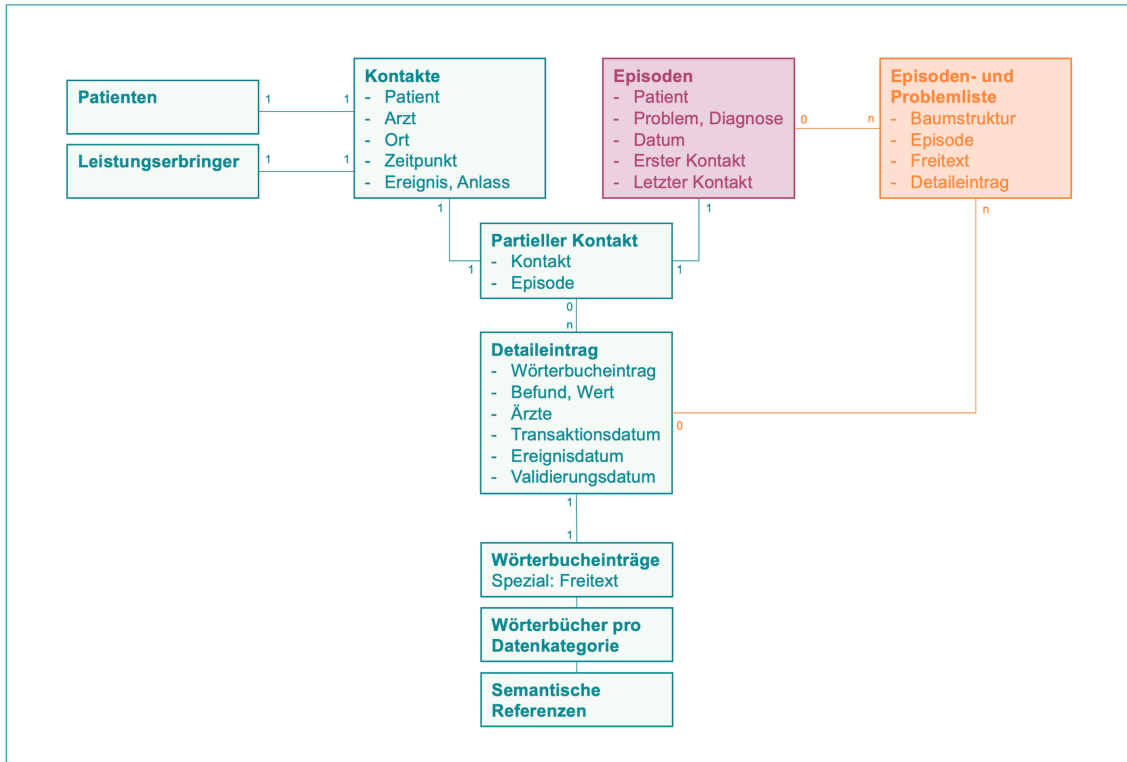 Patienten
1
1
Leistungserbringer
1
1
Kontakte
- Patient
- Arzt
- Ort
- Zeitpunkt
- Ereignis, Anlass
1
1
Episoden
- Patient
- Problem, Diagnose
- Datum
- Erster Kontakt
- Letzter Kontakt
0
n
1
1
Episoden- und
Problemliste
- Baumstruktur
- Episode
- Freitext
- Detaileintrag
n
0
Partieller Kontakt
- Kontakt
- Episode
0
n
Detaileintrag
- Wörterbucheintrag
- Befund, Wert
- Ärzte
- Transaktionsdatum
- Ereignisdatum
- Validierungsdatum
1
1
Wörterbucheinträge
Spezial: Freitext
Wörterbücher pro
Datenkategorie
Semantische
Referenzen